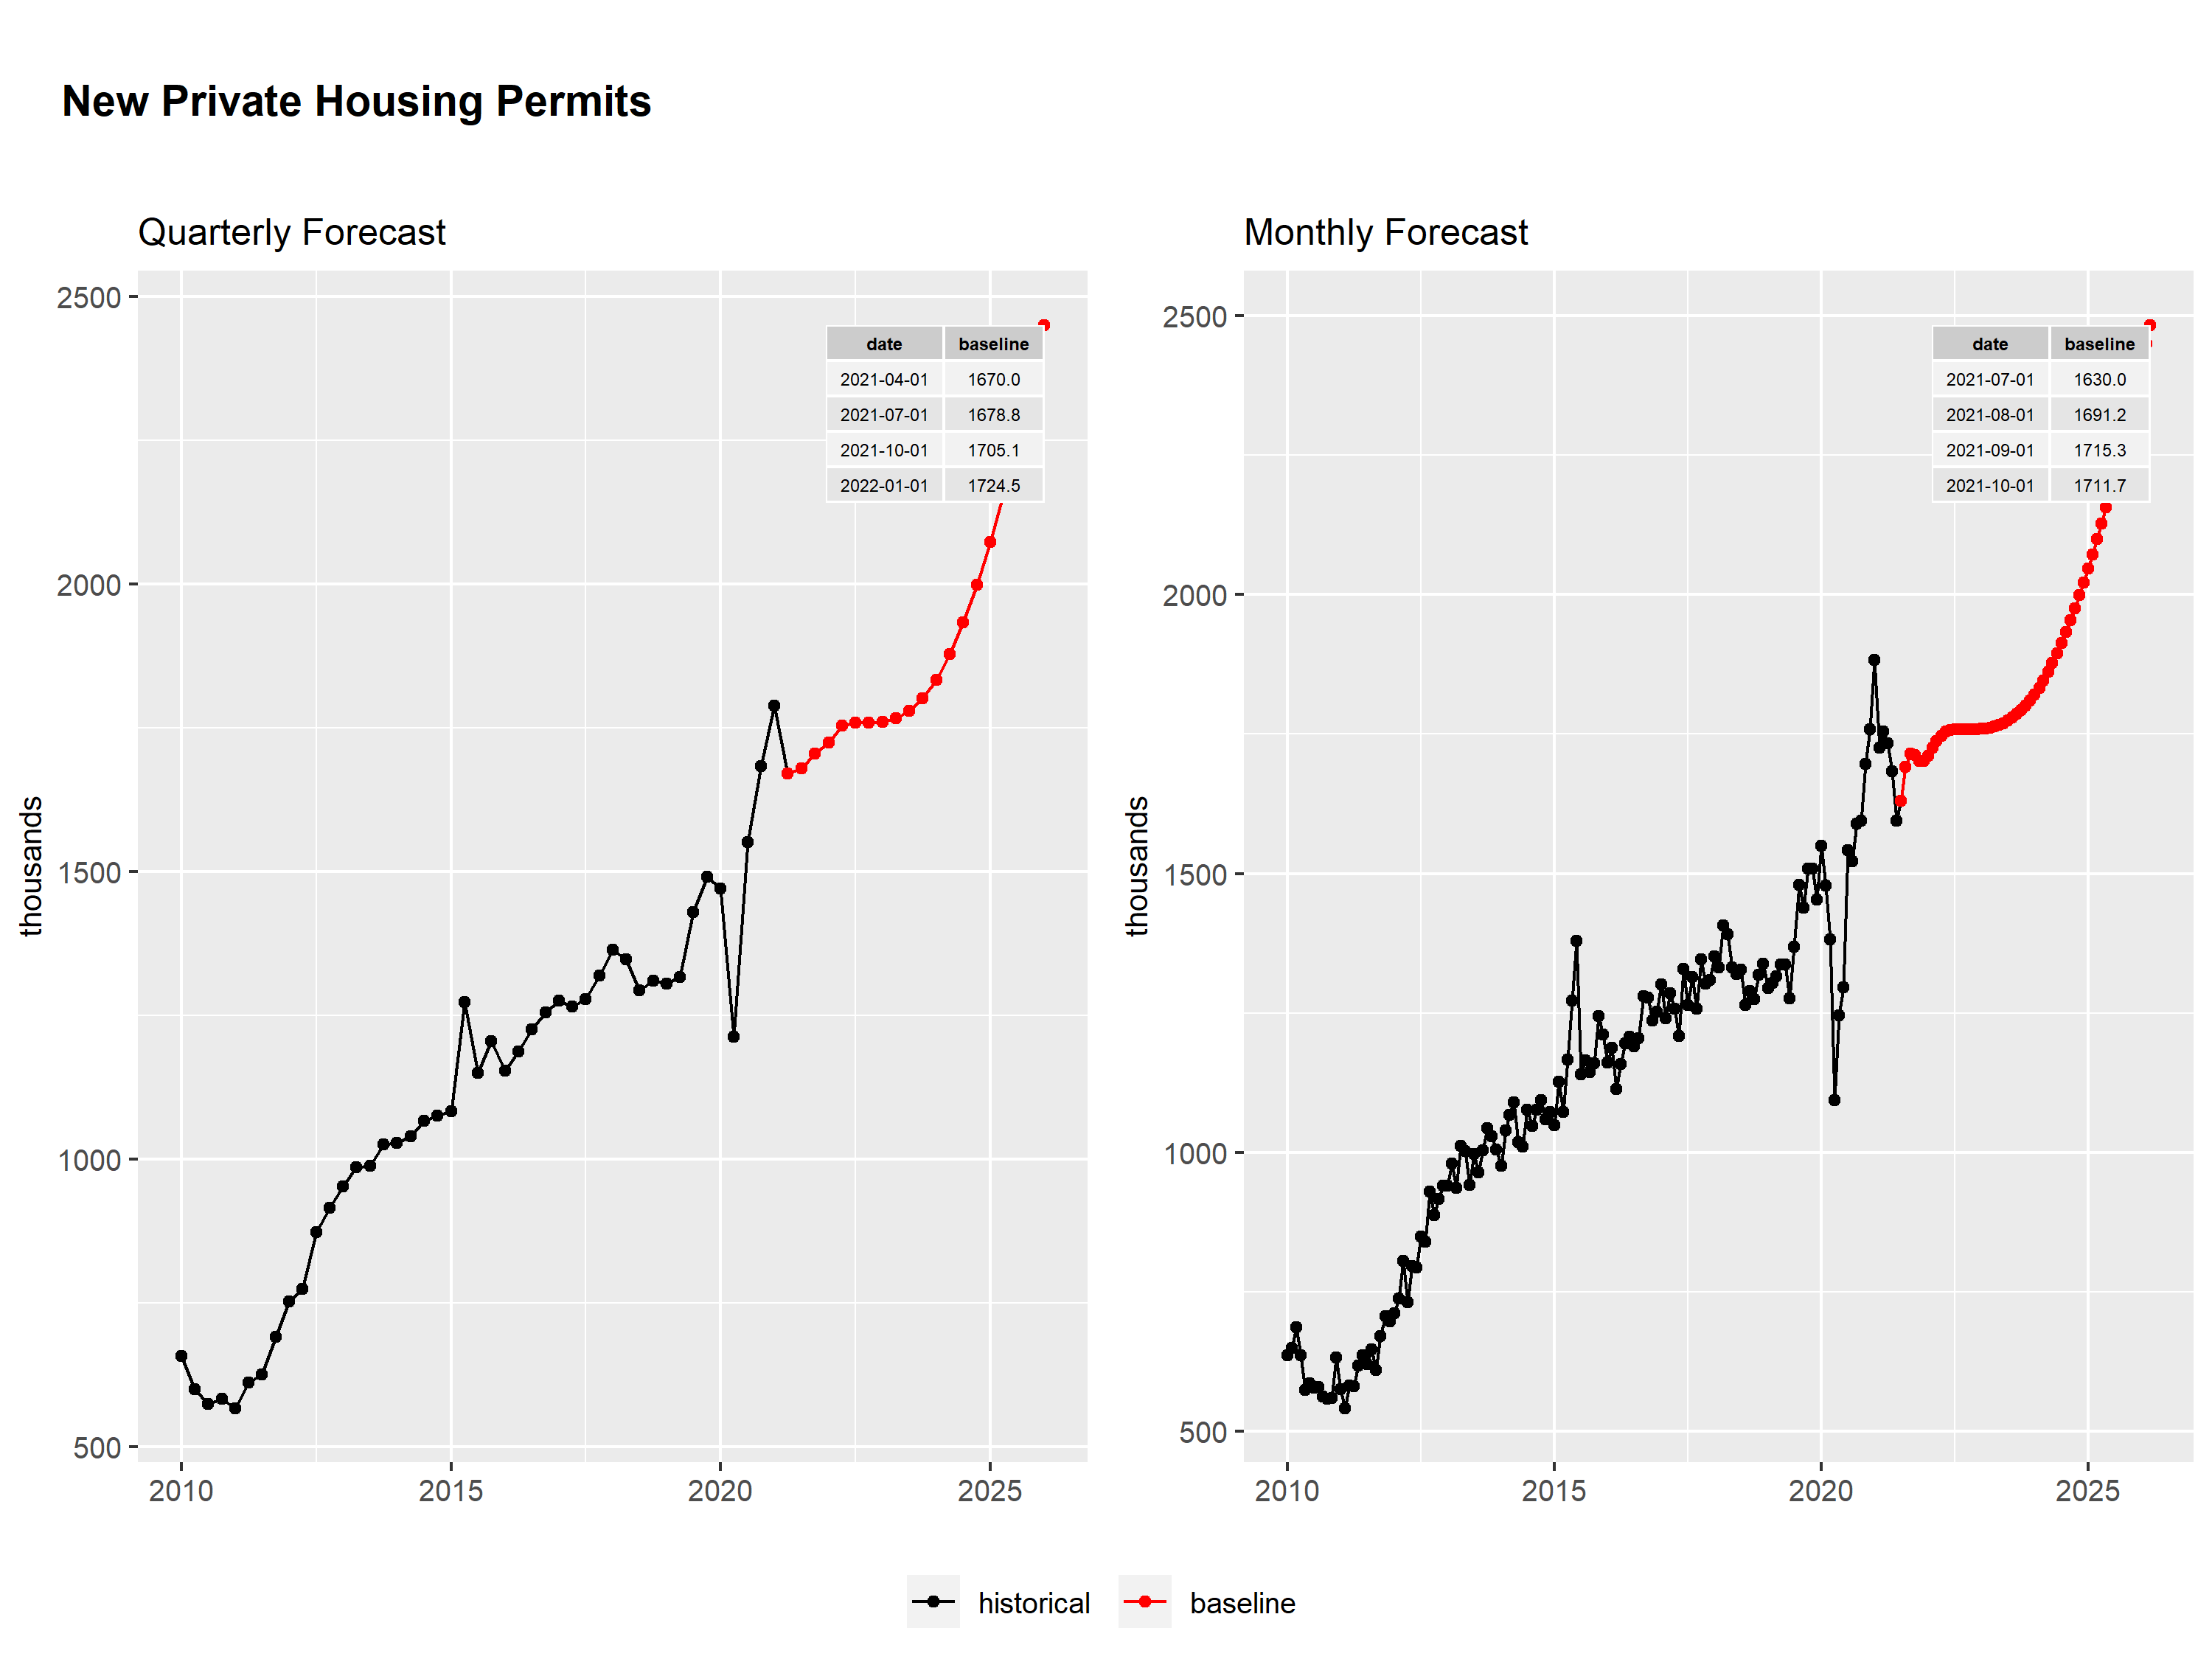 New Private Housing Permits
Quarterly Forecast
thousands
2500
2000
1500
1000
500
date baseline
2021-04-01 1670.0
2021-07-01 1678.8
2021-10-01 1705.1
2022-01-01 1724.5
2010 2015 2020 2025
Monthly Forecast
thousands
2500
2000
1500
1000
500
date baseline
2021-07-01 1630.0
2021-08-01 1691.2
2021-09-01 1715.3
2021-10-01 1711.7
2010 2015 2020 2025
historical baseline